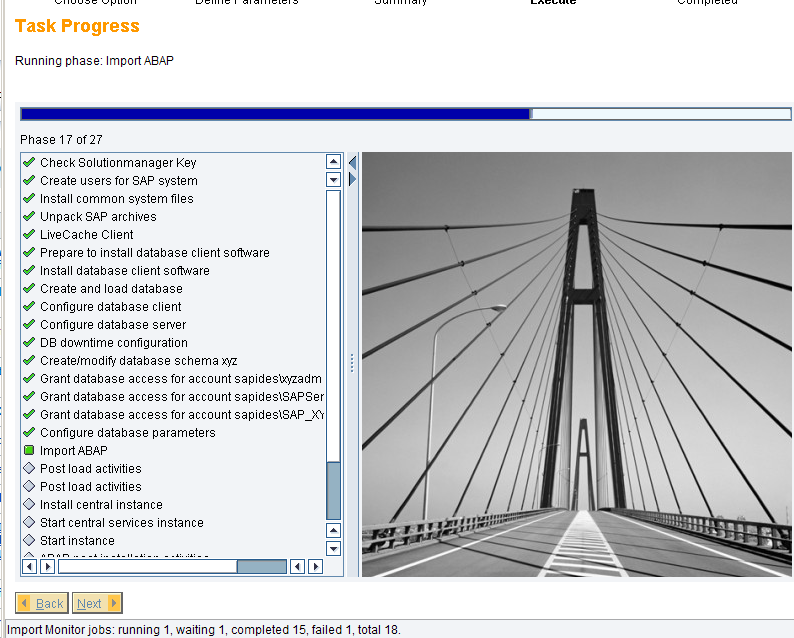 Choose Option Define Parameters Summary Execute Completed
Task Progress
Running phase: Import ABAP
Phase 17 of 27
Check Solutionmanager Key
Create users for SAP system
Install common system files
Unpack SAP archives
LiveCache Client
Prepare to install database client software
Install database client software
Create and load database
Configure database client
Configure database server
DB downtime configuration
Create/modify database schema xyz
Grant database access for account sapides\xyzadm
Grant database access for account sapides\SAPSer
Grant database access for account sapides\SAP_XY
Configure database parameters
Import ABAP
Post load activities
Post load activities
Install central instance
Start central services instance
Start instance
ABAP post installation activities
Back Next
Import Monitor jobs: running 1, waiting 1, completed 15, failed 1, total 18.